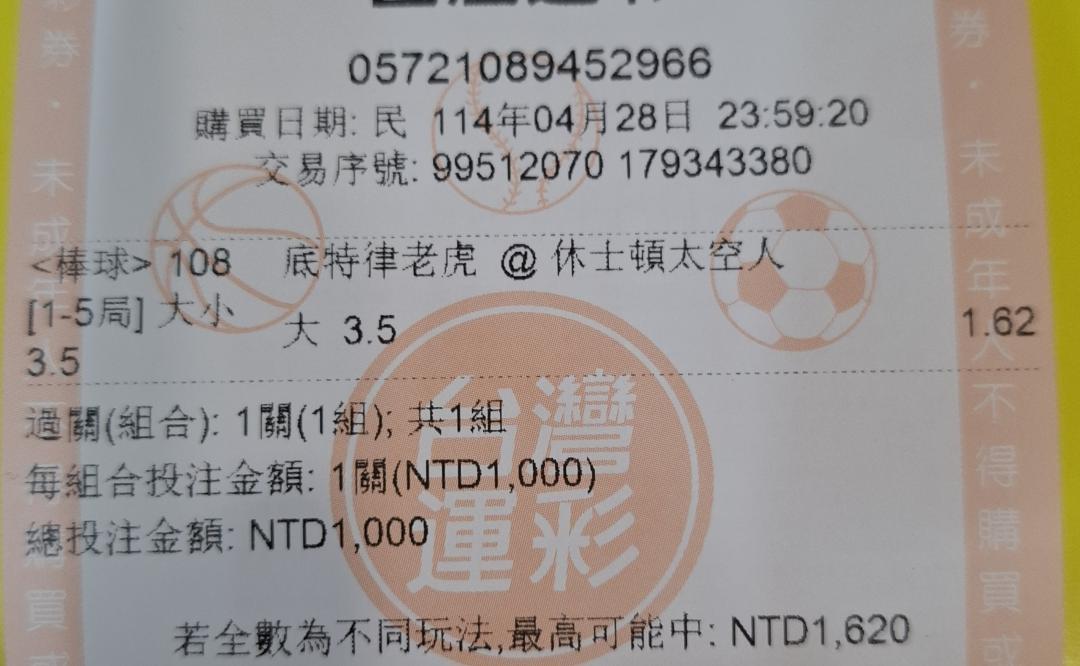 05721089452966
購買日期: 民 114年04月28日 23:59:20
交易序號: 99512070 179343380
<棒球> 108 底特律老虎 @ 休士頓太空人
[1-5局] 大小 大 3.5 1.62
3.5
過關(組合): 1關(1組); 共1組
每組合投注金額: 1關(NTD1,000)
總投注金額: NTD1,000
台灣
運彩
若全數為不同玩法,最高可能中: NTD1,620
券・未成年人不得購買或